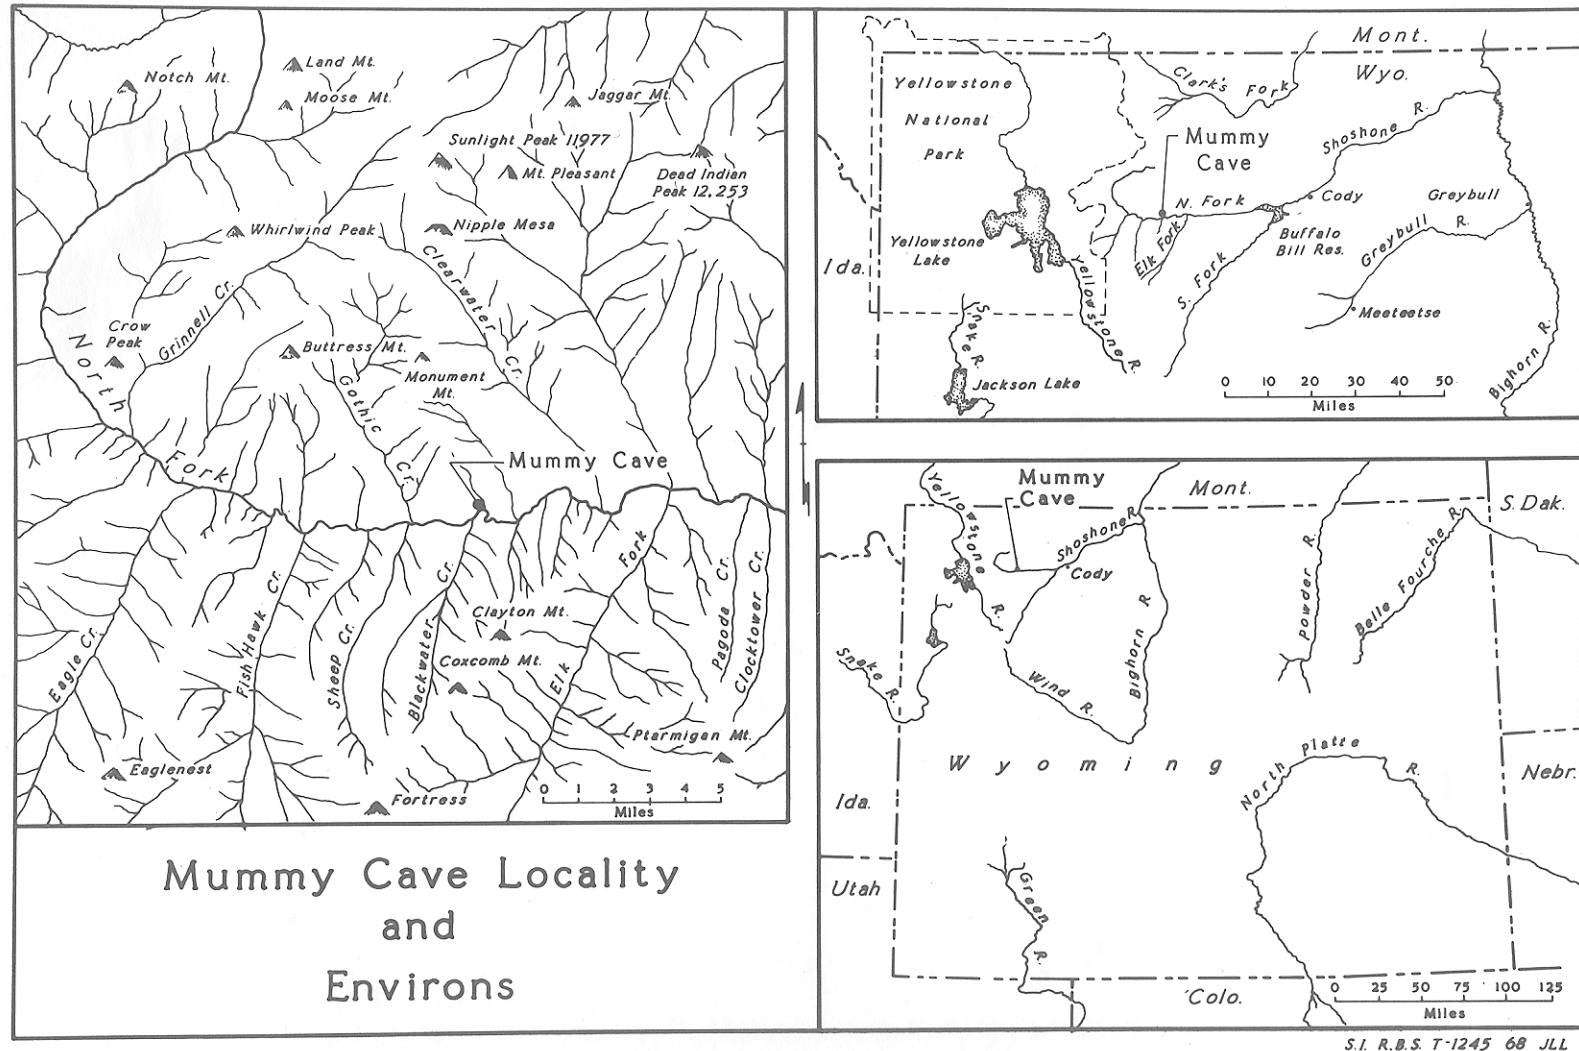 Notch Mt.
Land Mt.
Moose Mt.
Jaggar Mt.
Sunlight Peak 11977
Mt. Pleasant
Dead Indian
Peak 12,253
Whirlwind Peak
Nipple Mesa
Clearwater Cr.
Grinnell Cr.
Crow
Peak
North Fork
Buttress Mt.
Monument
Mt.
Gothic Cr.
Mummy Cave
Eagle Cr.
Fish Hawk Cr.
Sheep Cr.
Blackwater Cr.
Clayton Mt.
Coxcomb Mt.
Elk Fork
Pagoda Cr.
Clocktower Cr.
Ptarmigan Mt.
Eaglenest
Fortress
0 1 2 3 4 5
Miles
Mummy Cave Locality
and
Environs
Mont.
Wyo.
Yellowstone
National
Park
Clark's Fork
Mummy
Cave
Shoshone R.
N. Fork
Cody
Greybull
Buffalo
Bill Res.
Greybull R.
Elk Fork
S. Fork
Yellowstone
Lake
Ida.
Yellowstone R.
Snake R.
Jackson Lake
Meeteetse
Bighorn R.
0 10 20 30 40 50
Miles
Yellowstone R.
Mummy
Cave
Mont.
S. Dak.
Shoshone R.
Cody
Powder R.
Belle Fourche R.
Bighorn R.
Snake R.
Wind R.
Wyoming
North Platte R.
Nebr.
Ida.
Utah
Green R.
Colo.
0 25 50 75 100 125
Miles
S.I. R.B.S. T-1245 68 JLL